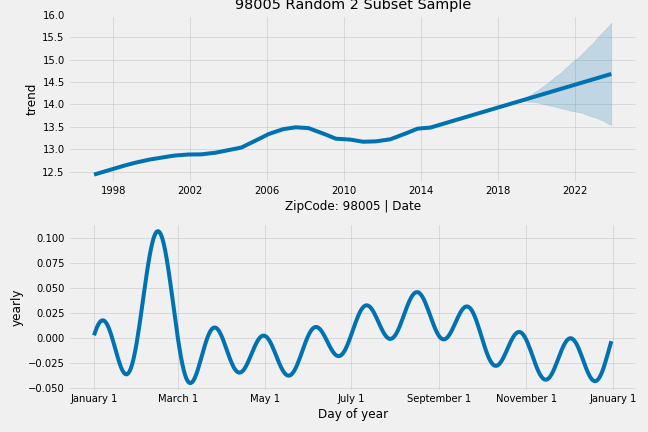 98005 Random 2 Subset Sample
16.0
15.5
15.0
14.5
14.0
13.5
13.0
12.5
trend
1998 2002 2006 2010 2014 2018 2022
ZipCode: 98005 | Date
0.100
0.075
0.050
0.025
0.000
−0.025
−0.050
yearly
January 1 March 1 May 1 July 1 September 1 November 1 January 1
Day of year